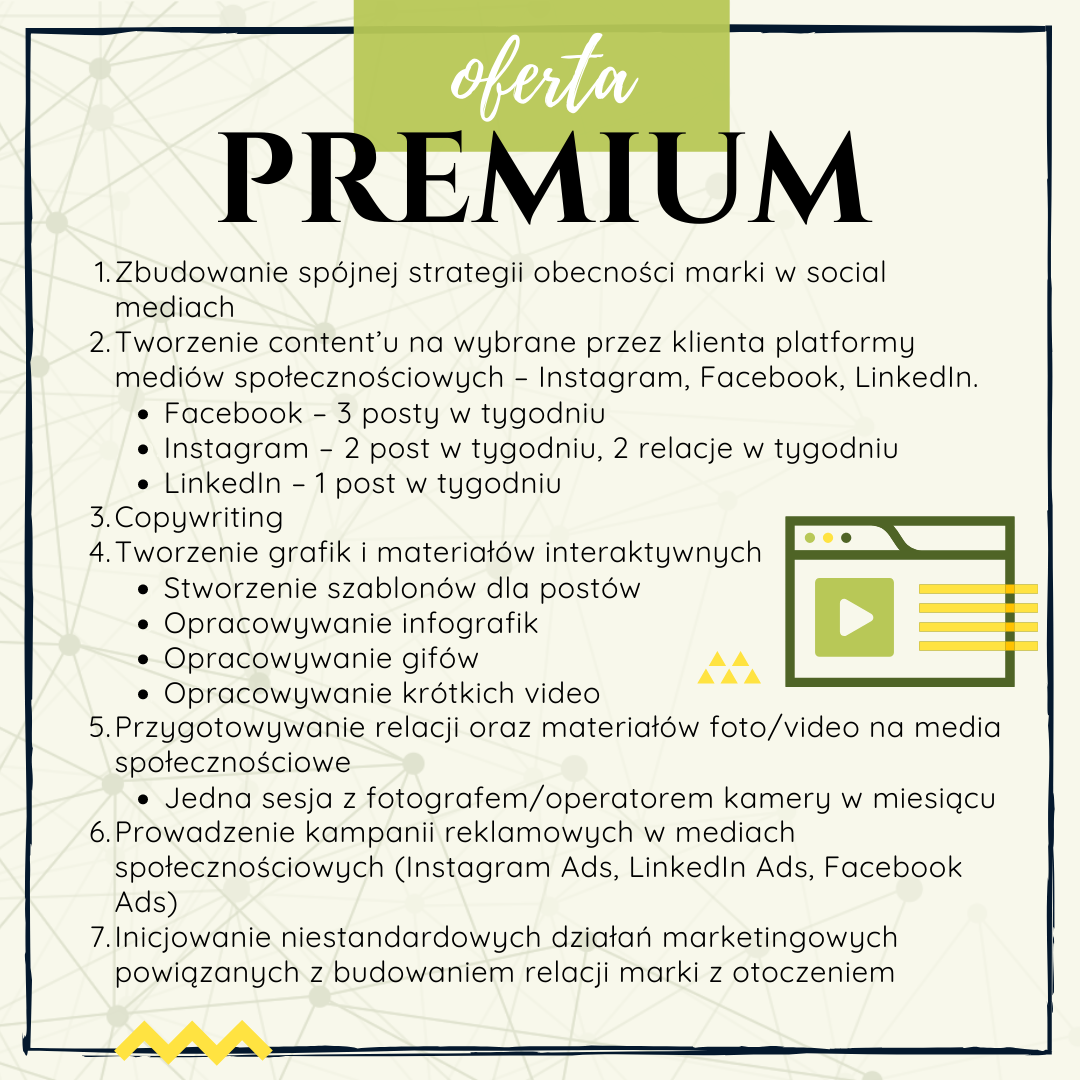 oferta
PREMIUM
1. Zbudowanie spójnej strategii obecności marki w social
mediach
2. Tworzenie content’u na wybrane przez klienta platformy
mediów społecznościowych – Instagram, Facebook, LinkedIn.
• Facebook – 3 posty w tygodniu
• Instagram – 2 post w tygodniu, 2 relacje w tygodniu
• LinkedIn – 1 post w tygodniu
3. Copywriting
4. Tworzenie grafik i materiałów interaktywnych
• Stworzenie szablonów dla postów
• Opracowywanie infografik
• Opracowywanie gifów
• Opracowywanie krótkich video
5. Przygotowywanie relacji oraz materiałów foto/video na media
społecznościowe
• Jedna sesja z fotografem/operatorem kamery w miesiącu
6. Prowadzenie kampanii reklamowych w mediach
społecznościowych (Instagram Ads, LinkedIn Ads, Facebook
Ads)
7. Inicjowanie niestandardowych działań marketingowych
powiązanych z budowaniem relacji marki z otoczeniem